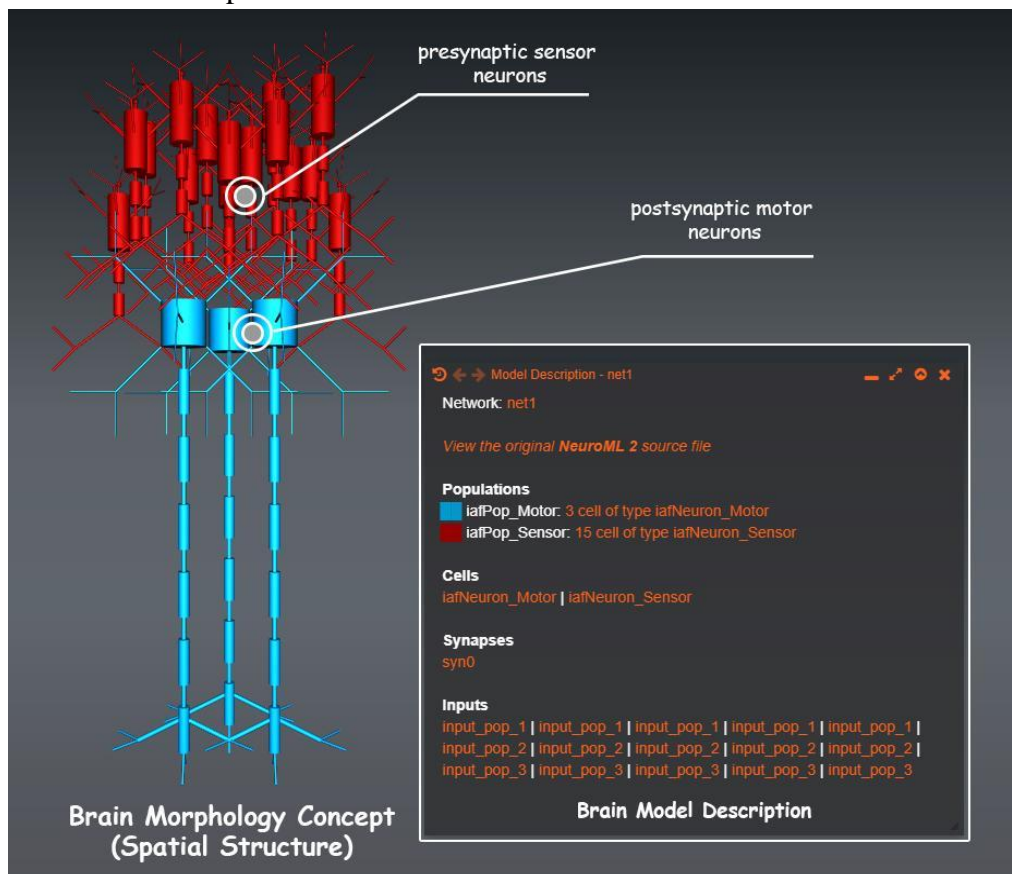 presynaptic sensor
neurons
postsynaptic motor
neurons
Model Description - net1
Network: net1
View the original NeuroML 2 source file
Populations
iafPop_Motor: 3 cell of type iafNeuron_Motor
iafPop_Sensor: 15 cell of type iafNeuron_Sensor
Cells
iafNeuron_Motor | iafNeuron_Sensor
Synapses
syn0
Inputs
input_pop_1 | input_pop_1 | input_pop_1 | input_pop_1 | input_pop_1 |
input_pop_2 | input_pop_2 | input_pop_2 | input_pop_2 | input_pop_2 |
input_pop_3 | input_pop_3 | input_pop_3 | input_pop_3 | input_pop_3
Brain Model Description
Brain Morphology Concept
(Spatial Structure)